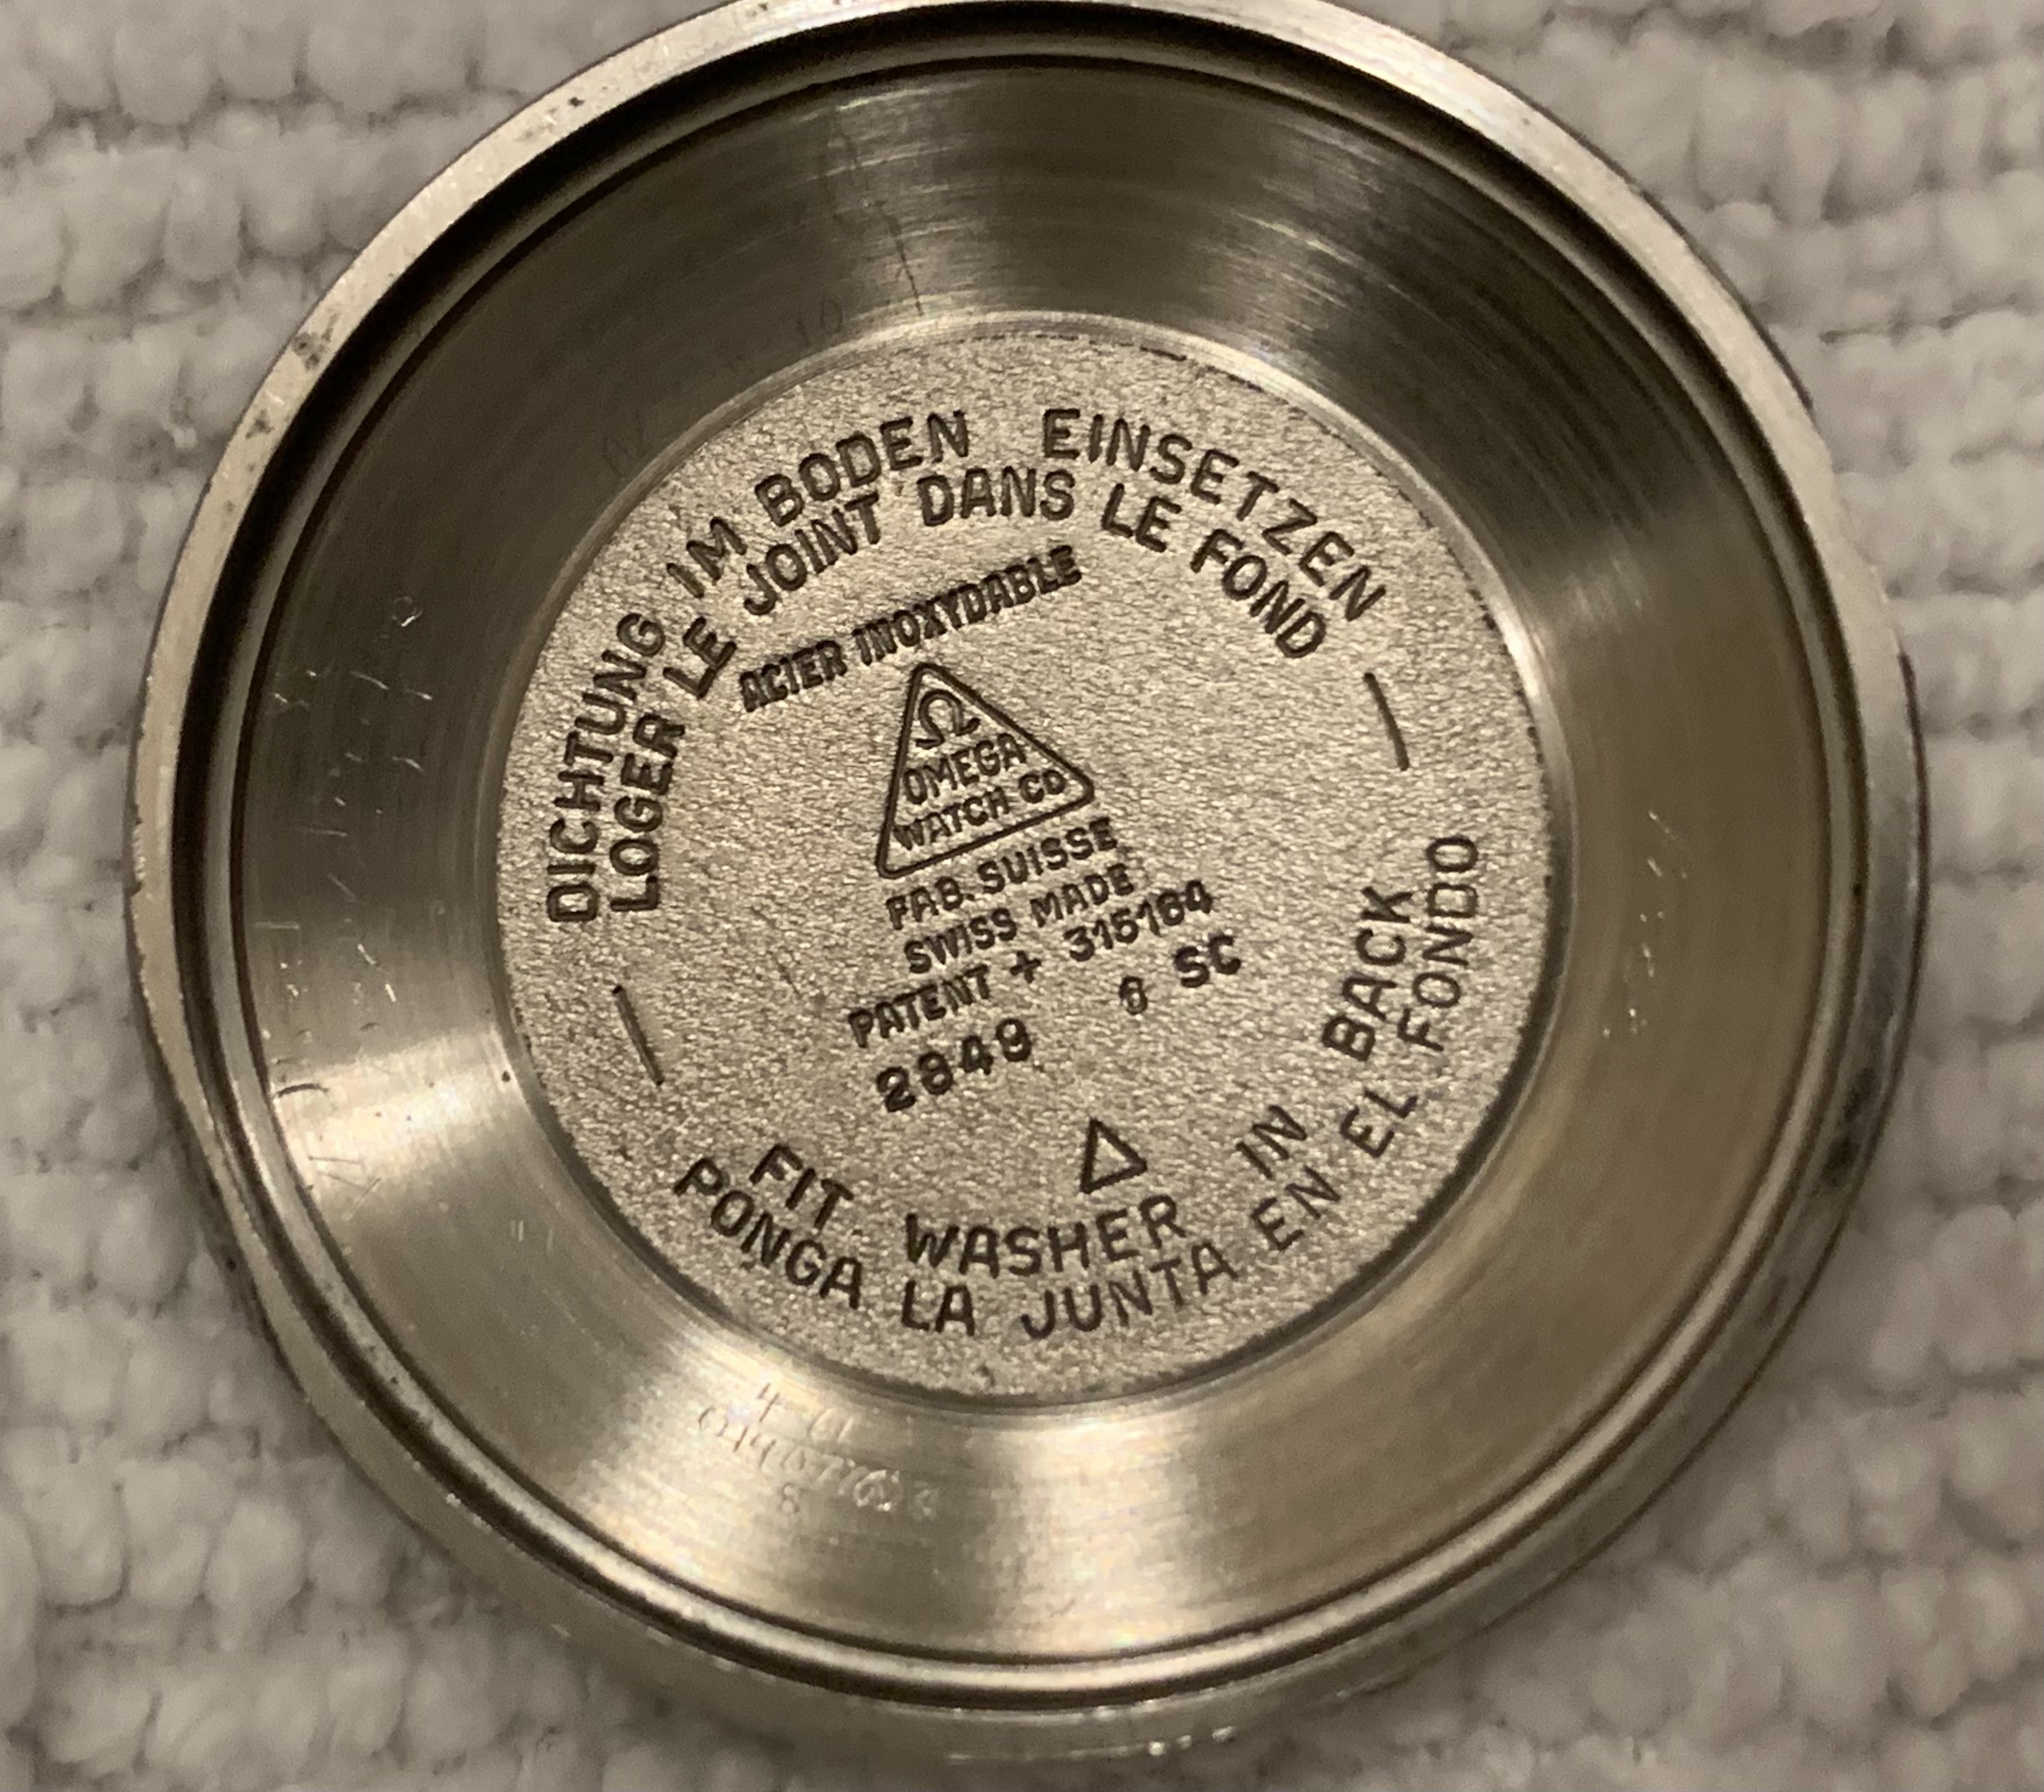 DICHTUNG IM BODEN EINSETZEN
LOGER LE JOINT DANS LE FOND
ACIER INOXYDABLE
Ω
OMEGA
WATCH CO
FAB. SUISSE
SWISS MADE
PATENT + 315164
2849 6 SC
FIT WASHER IN BACK
PONGA LA JUNTA EN EL FONDO